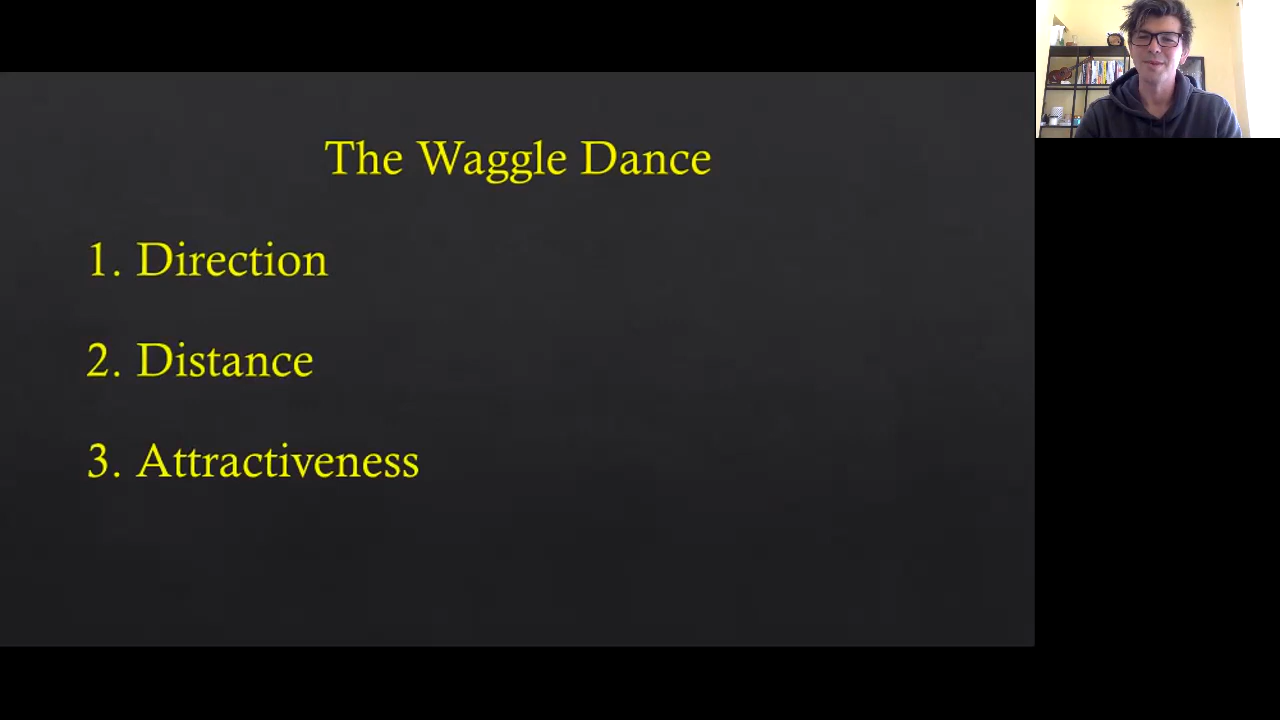 The Waggle Dance
1. Direction
2. Distance
3. Attractiveness